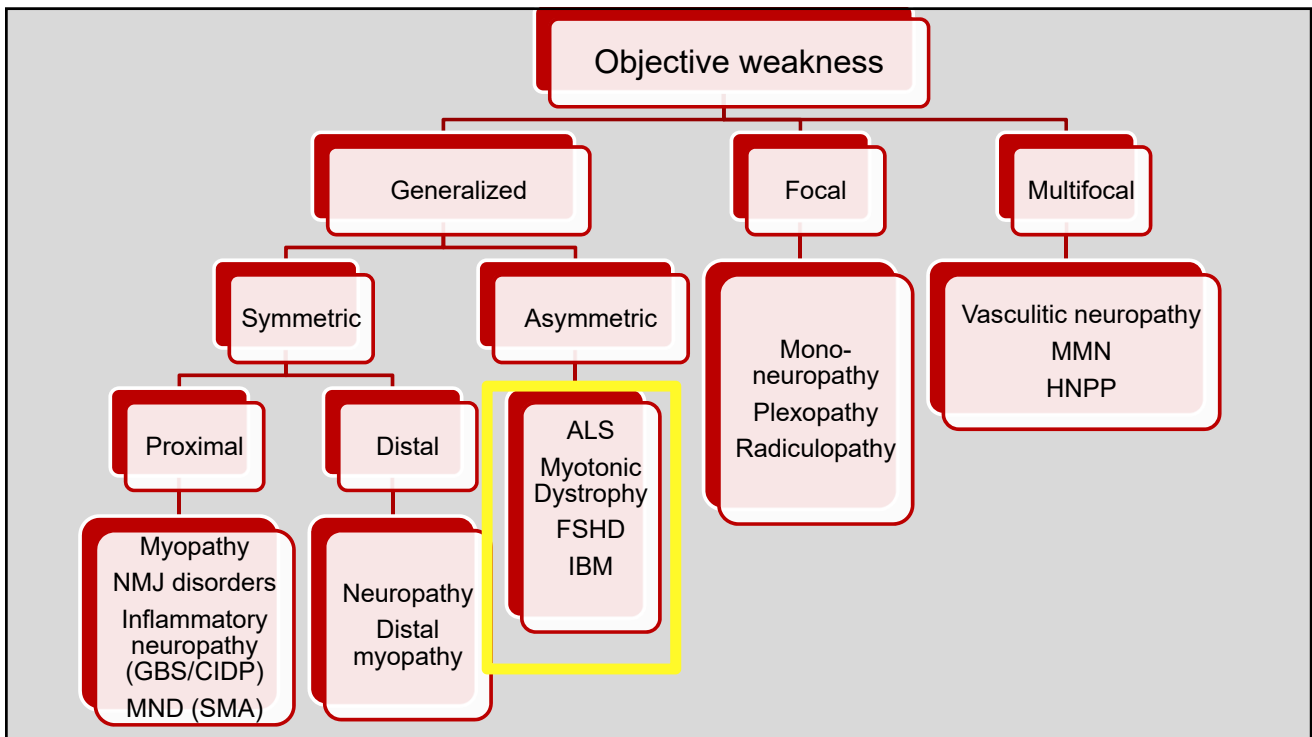 Objective weakness
Generalized
Focal
Multifocal
Symmetric
Asymmetric
Proximal
Distal
Myopathy
NMJ disorders
Inflammatory
neuropathy
(GBS/CIDP)
MND (SMA)
Neuropathy
Distal
myopathy
ALS
Myotonic
Dystrophy
FSHD
IBM
Mono-
neuropathy
Plexopathy
Radiculopathy
Vasculitic neuropathy
MMN
HNPP